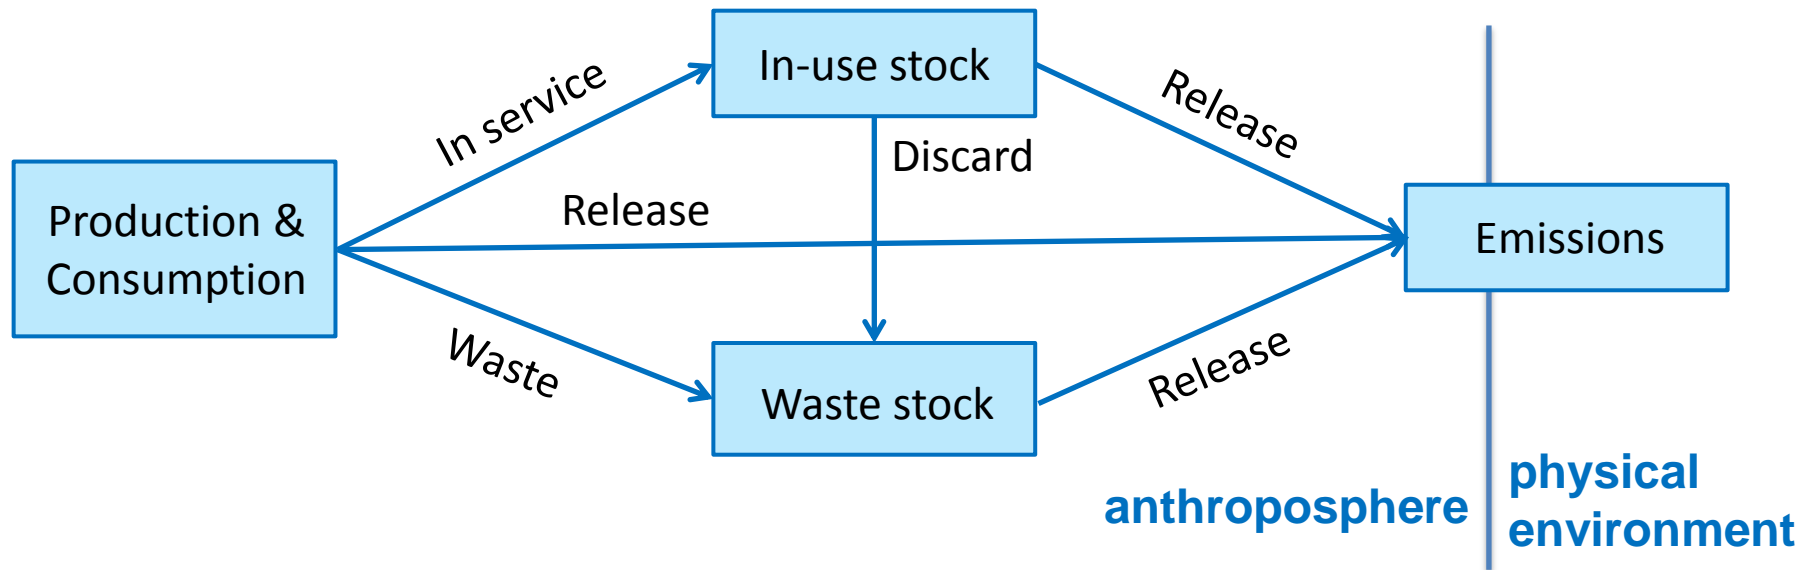 In-use stock
In service
Release
Discard
Production &
Consumption
Release
Emissions
Waste
Waste stock
Release
anthroposphere
physical
environment